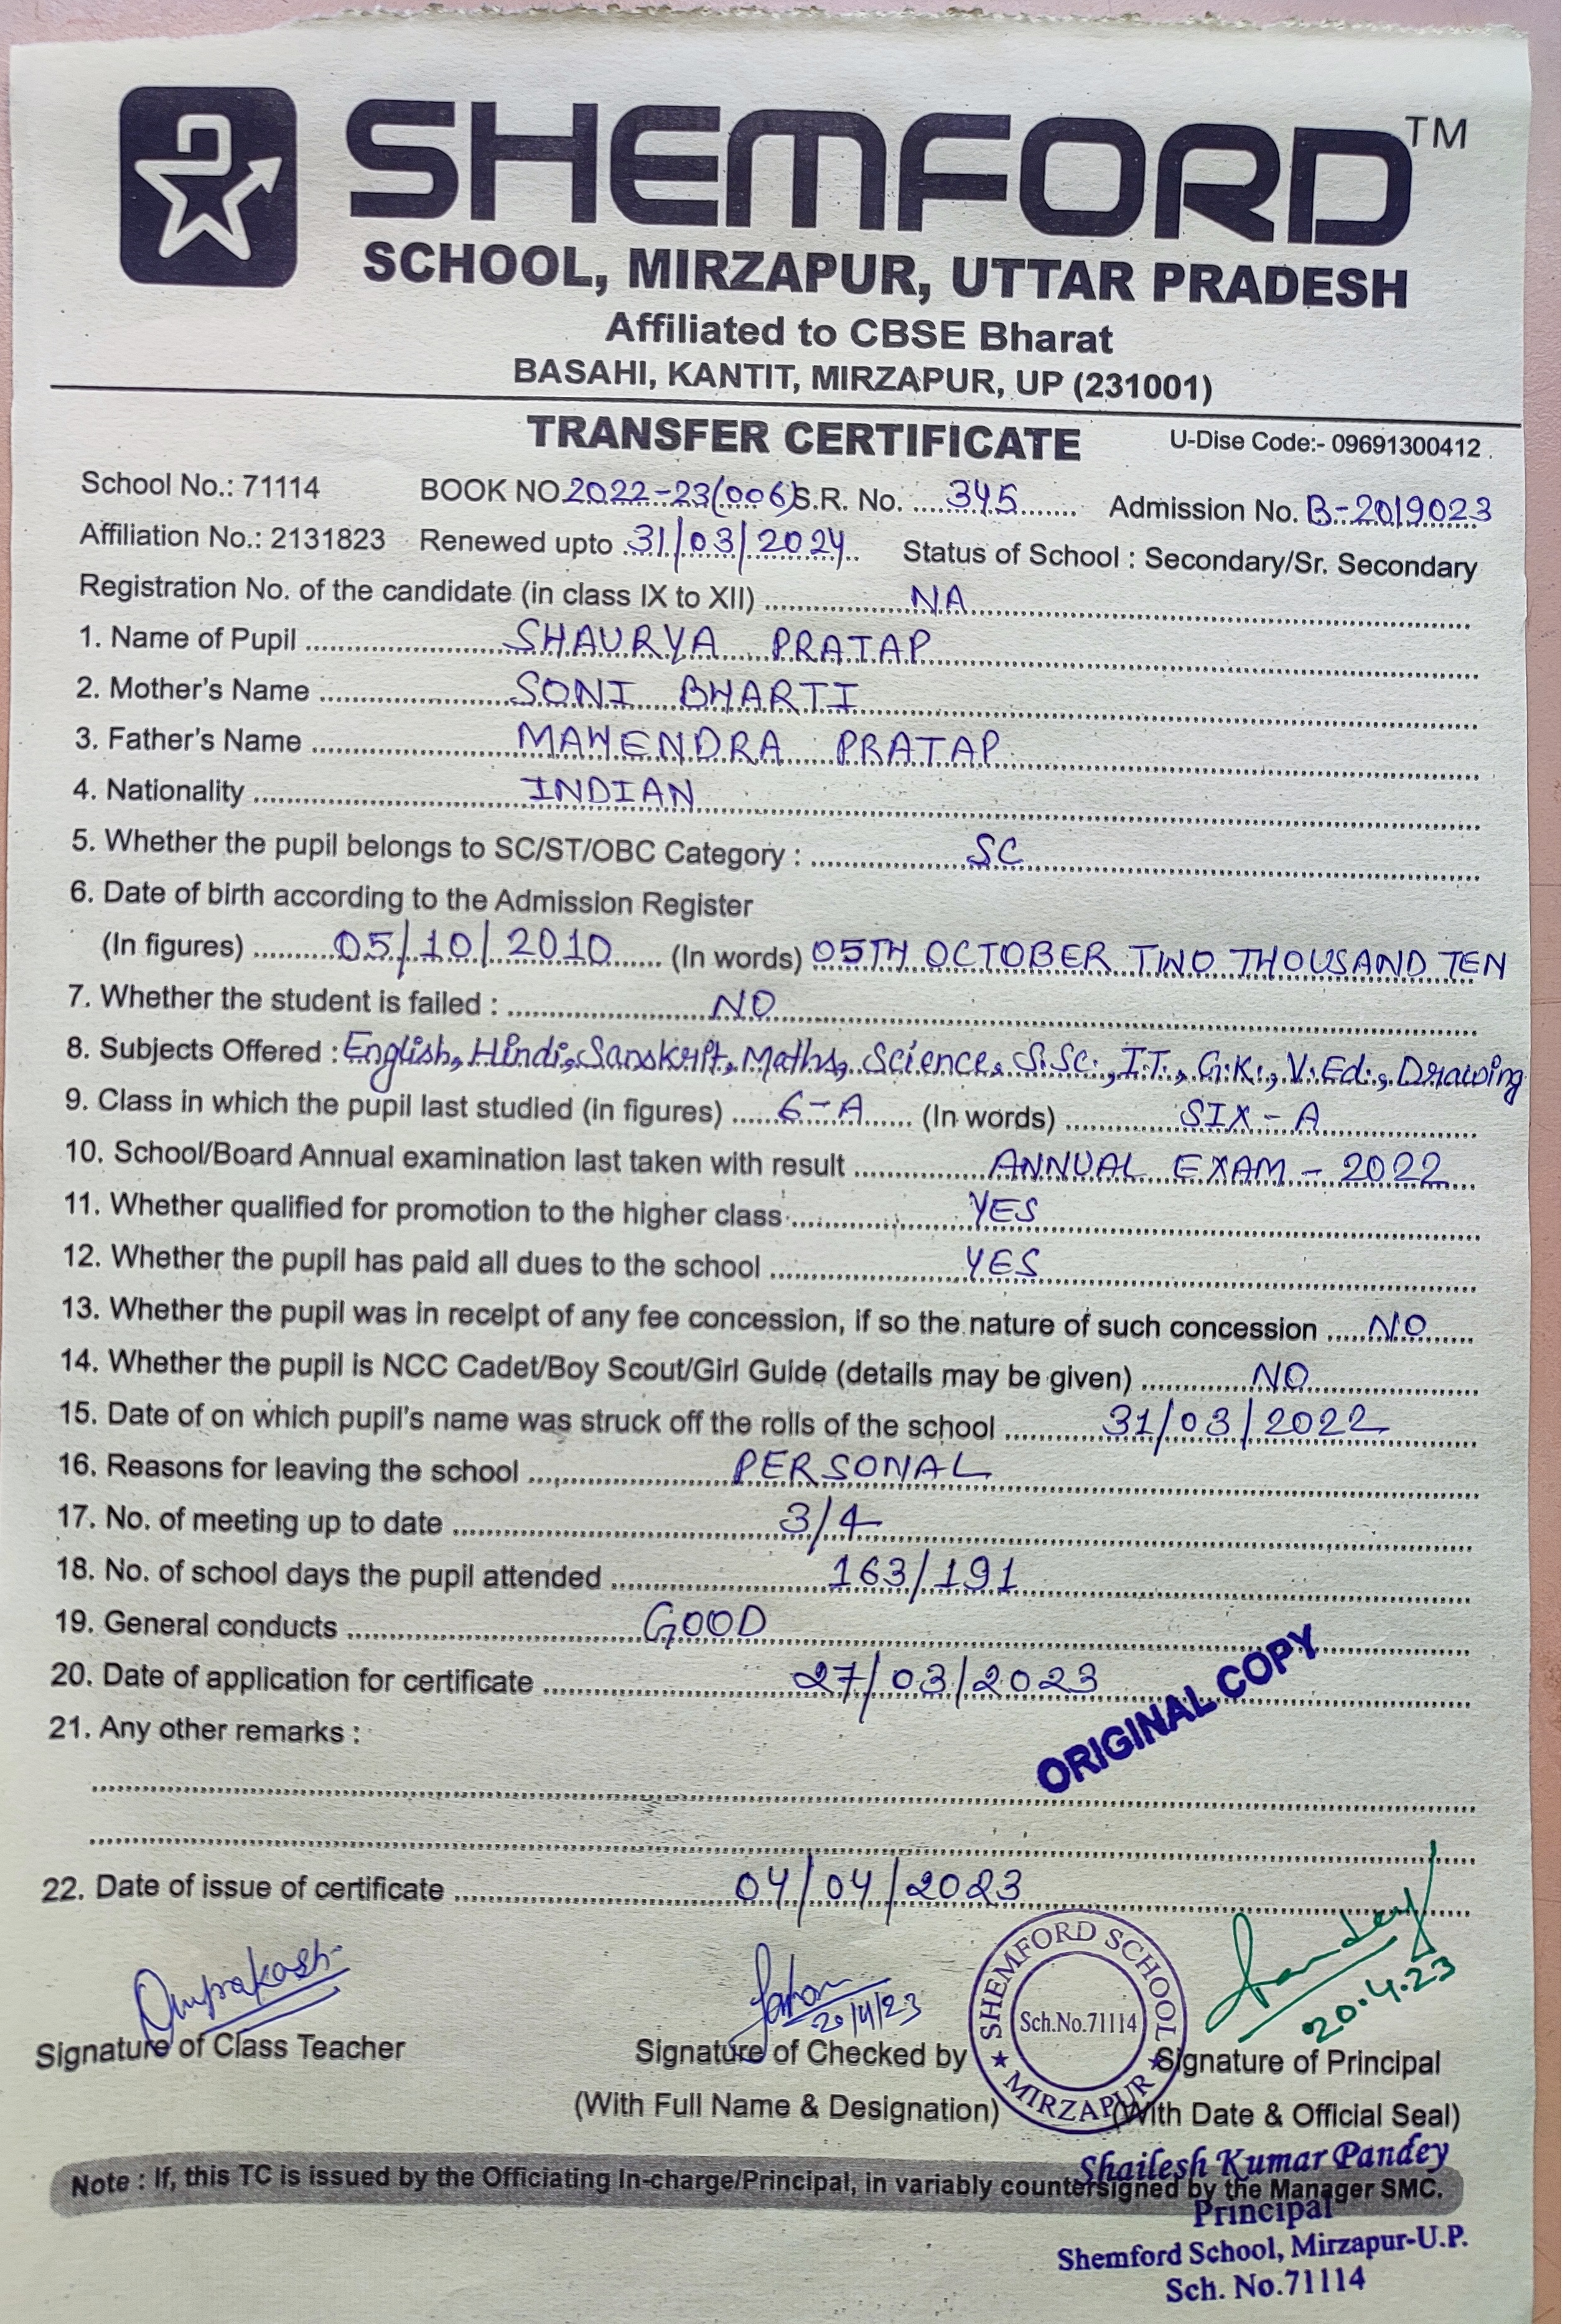 SHEMFORD TM
SCHOOL, MIRZAPUR, UTTAR PRADESH
Affiliated to CBSE Bharat
BASAHI, KANTIT, MIRZAPUR, UP (231001)
TRANSFER CERTIFICATE U-Dise Code:- 09691300412
School No.: 71114 BOOK NO 2022-23(006) S.R. No. 345 Admission No. B-2019023
Affiliation No.: 2131823 Renewed upto 31/03/2024 Status of School : Secondary/Sr. Secondary
Registration No. of the candidate (in class IX to XII) NA
1. Name of Pupil SHAURYA PRATAP
2. Mother's Name SONI BHARTI
3. Father's Name MAHENDRA PRATAP
4. Nationality INDIAN
5. Whether the pupil belongs to SC/ST/OBC Category : SC
6. Date of birth according to the Admission Register
(In figures) 05/10/2010 (In words) 05TH OCTOBER TWO THOUSAND TEN
7. Whether the student is failed : NO
8. Subjects Offered : English, Hindi, Sanskrit, Maths, Science, S.Sc., I.T., G.K., V.Ed., Drawing
9. Class in which the pupil last studied (in figures) 6-A (In words) SIX-A
10. School/Board Annual examination last taken with result ANNUAL EXAM - 2022
11. Whether qualified for promotion to the higher class YES
12. Whether the pupil has paid all dues to the school YES
13. Whether the pupil was in receipt of any fee concession, if so the nature of such concession NO
14. Whether the pupil is NCC Cadet/Boy Scout/Girl Guide (details may be given) NO
15. Date of on which pupil's name was struck off the rolls of the school 31/03/2022
16. Reasons for leaving the school PERSONAL
17. No. of meeting up to date 3/4
18. No. of school days the pupil attended 163/191
19. General conducts GOOD
20. Date of application for certificate 27/03/2023
21. Any other remarks :
ORIGINAL COPY
22. Date of issue of certificate 04/04/2023
Omprakash
20/4/23
Pandey
20.4.23
SHEMFORD SCHOOL MIRZAPUR
Sch.No.71114
Signature of Class Teacher Signature of Checked by Signature of Principal
(With Full Name & Designation) (With Date & Official Seal)
Shailesh Kumar Pandey
Note : If, this TC is issued by the Officiating In-charge/Principal, in variably countersigned by the Manager SMC.
Principal
Shemford School, Mirzapur-U.P.
Sch. No.71114